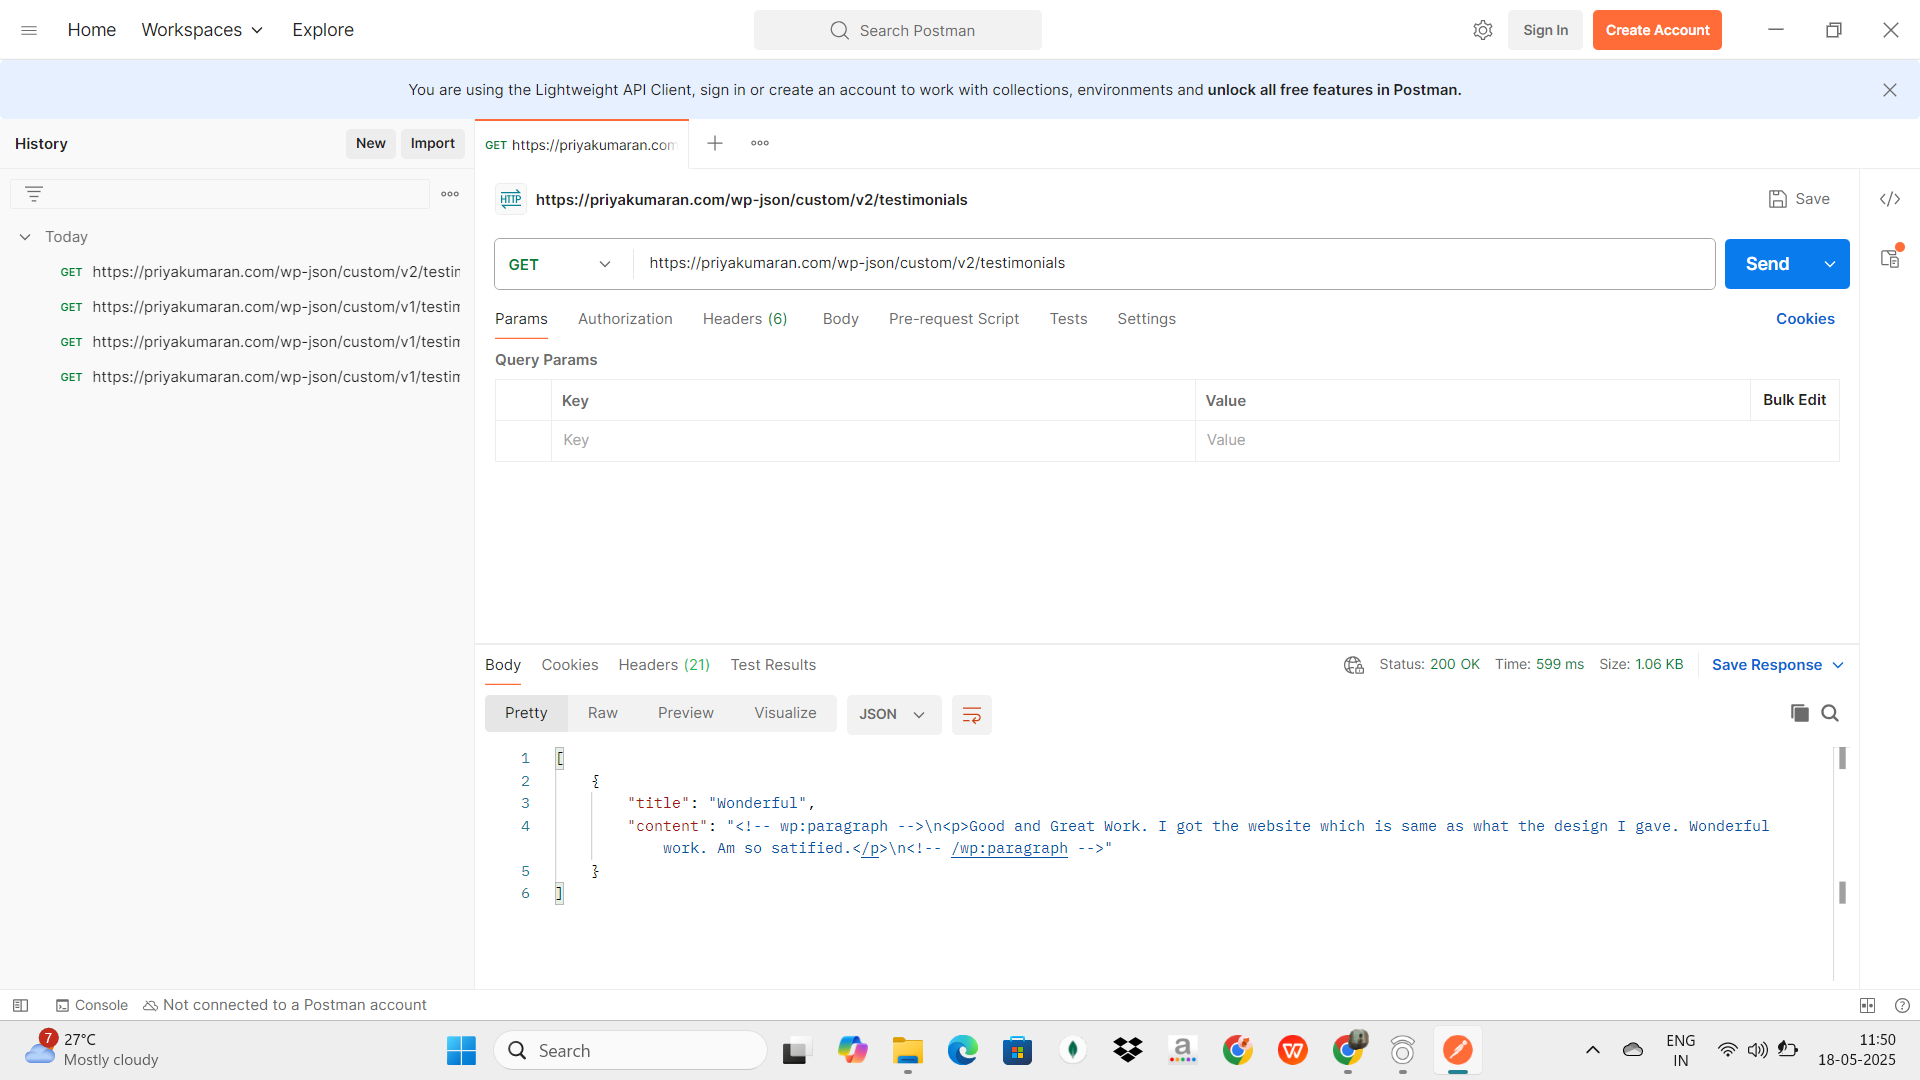 Home
Workspaces
Explore
Search Postman
Sign In
Create Account
You are using the Lightweight API Client, sign in or create an account to work with collections, environments and unlock all free features in Postman.
History
New
Import
GET https://priyakumaran.com
HTTP
https://priyakumaran.com/wp-json/custom/v2/testimonials
Save
Today
GET https://priyakumaran.com/wp-json/custom/v2/testin
GET https://priyakumaran.com/wp-json/custom/v1/testin
GET https://priyakumaran.com/wp-json/custom/v1/testin
GET https://priyakumaran.com/wp-json/custom/v1/testin
GET
https://priyakumaran.com/wp-json/custom/v2/testimonials
Send
Params
Authorization
Headers (6)
Body
Pre-request Script
Tests
Settings
Cookies
Query Params
Key
Value
Bulk Edit
Key
Value
Body
Cookies
Headers (21)
Test Results
Status: 200 OK
Time: 599 ms
Size: 1.06 KB
Save Response
Pretty
Raw
Preview
Visualize
JSON
1 [
2 {
3 "title": "Wonderful",
4 "content": "<!-- wp:paragraph -->\n<p>Good and Great Work. I got the website which is same as what the design I gave. Wonderful
work. Am so satified.</p>\n<!-- /wp:paragraph -->"
5 }
6 ]
Console
Not connected to a Postman account
7
27°C
Mostly cloudy
Search
a
W
ENG
IN
11:50
18-05-2025